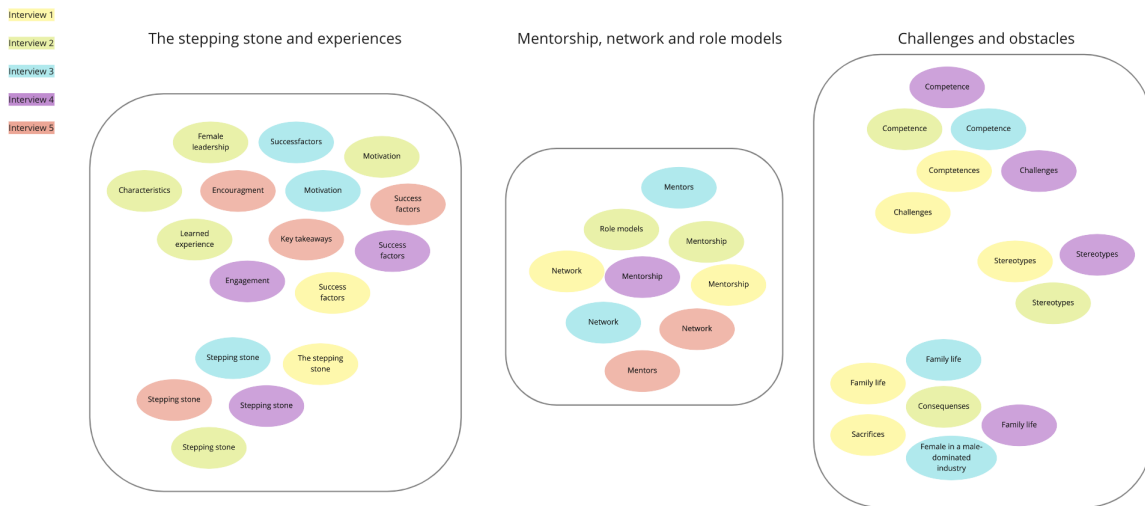 Interview 1
Interview 2
Interview 3
Interview 4
Interview 5
The stepping stone and experiences
Female
leadership
Successfactors
Motivation
Characteristics
Encouragment
Motivation
Success
factors
Learned
experience
Key takeaways
Success
factors
Engagement
Success
factors
Stepping stone
The stepping
stone
Stepping stone
Stepping stone
Stepping stone
Mentorship, network and role models
Mentors
Role models
Mentorship
Network
Mentorship
Mentorship
Network
Network
Mentors
Challenges and obstacles
Competence
Competence
Competence
Comptetences
Challenges
Challenges
Stereotypes
Stereotypes
Stereotypes
Family life
Family life
Consequenses
Family life
Sacrifices
Female in a male-
dominated
industry